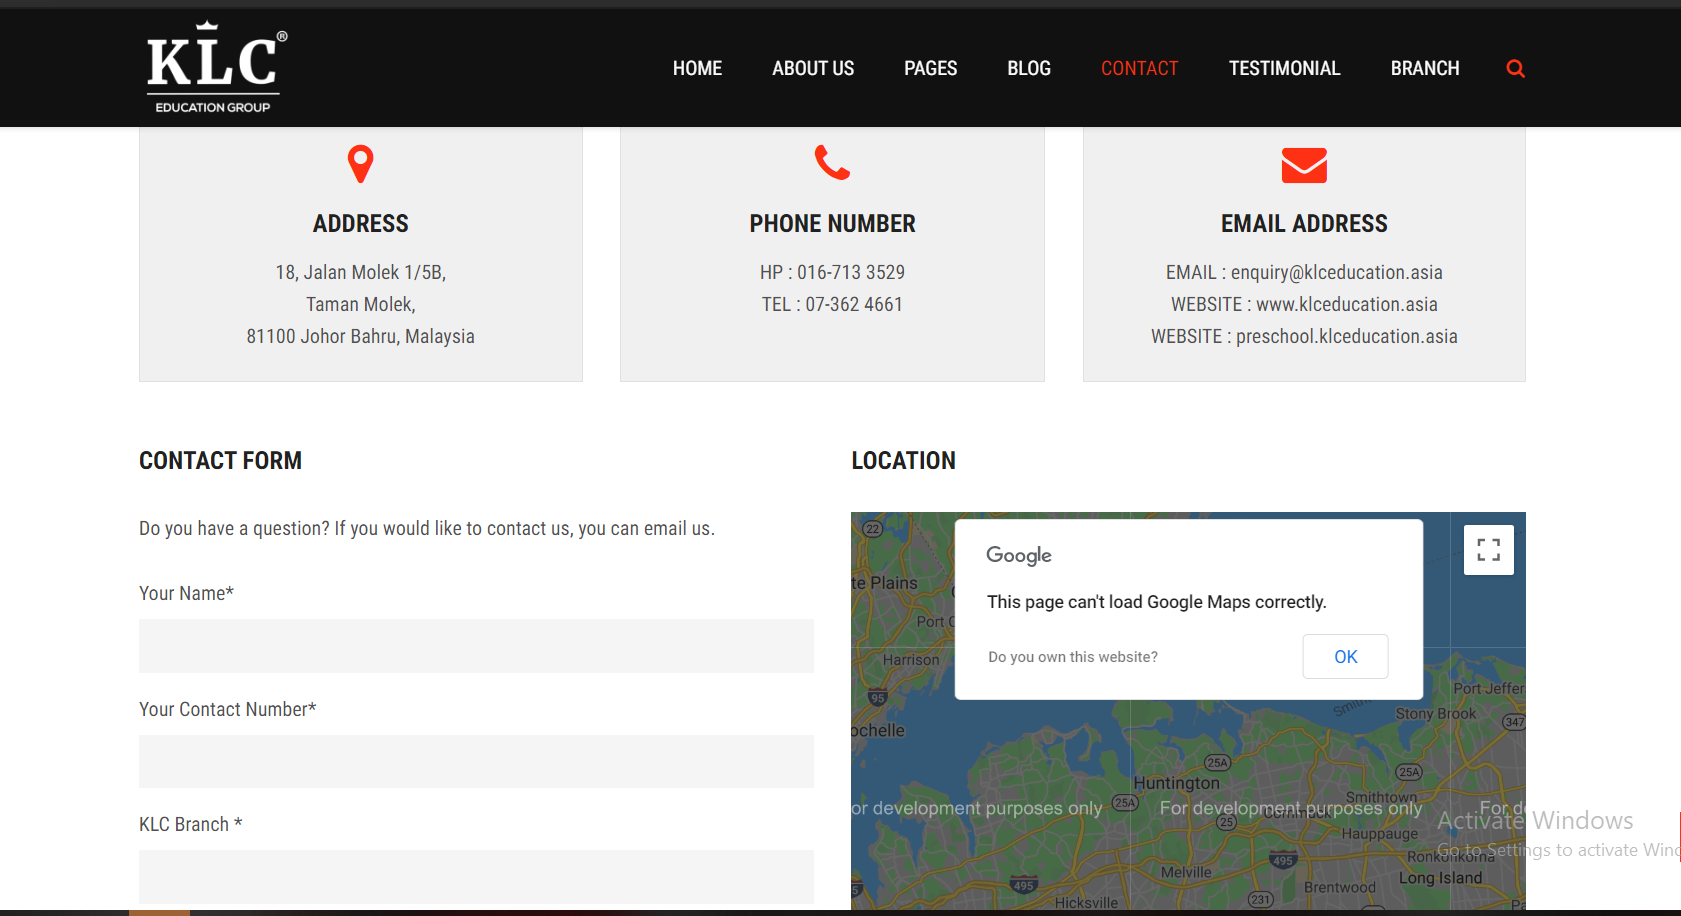 KLC®
EDUCATION GROUP
HOME
ABOUT US
PAGES
BLOG
CONTACT
TESTIMONIAL
BRANCH
ADDRESS
18, Jalan Molek 1/5B,
Taman Molek,
81100 Johor Bahru, Malaysia
PHONE NUMBER
HP : 016-713 3529
TEL : 07-362 4661
EMAIL ADDRESS
EMAIL : enquiry@klceducation.asia
WEBSITE : www.klceducation.asia
WEBSITE : preschool.klceducation.asia
CONTACT FORM
Do you have a question? If you would like to contact us, you can email us.
Your Name*
Your Contact Number*
KLC Branch *
LOCATION
Google
This page can't load Google Maps correctly.
Do you own this website?
OK
22
te Plains
Port C
Harrison
95
ochelle
Port Jeffer
Smith
Stony Brook
347
25A
Huntington
25A
25A
Smithtown
or development purposes only
For development purposes only
For d
Commack
25
Hauppauge
Activate Windows
Go to Settings to activate Winc
Ronkonkoma
495
Long Island
Melville
495
Brentwood
231
Hicksville
Pa